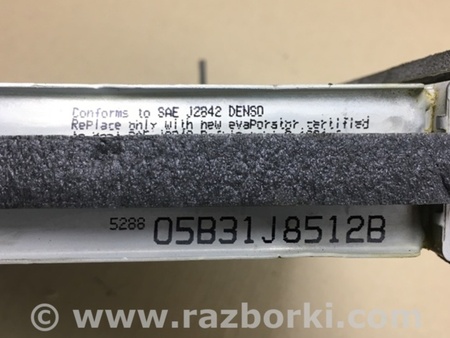 Conforms to SAE J2842 DENSO
RePlace only with new evaPorator certified
5288 05B31J8512B
© www.razborki.com